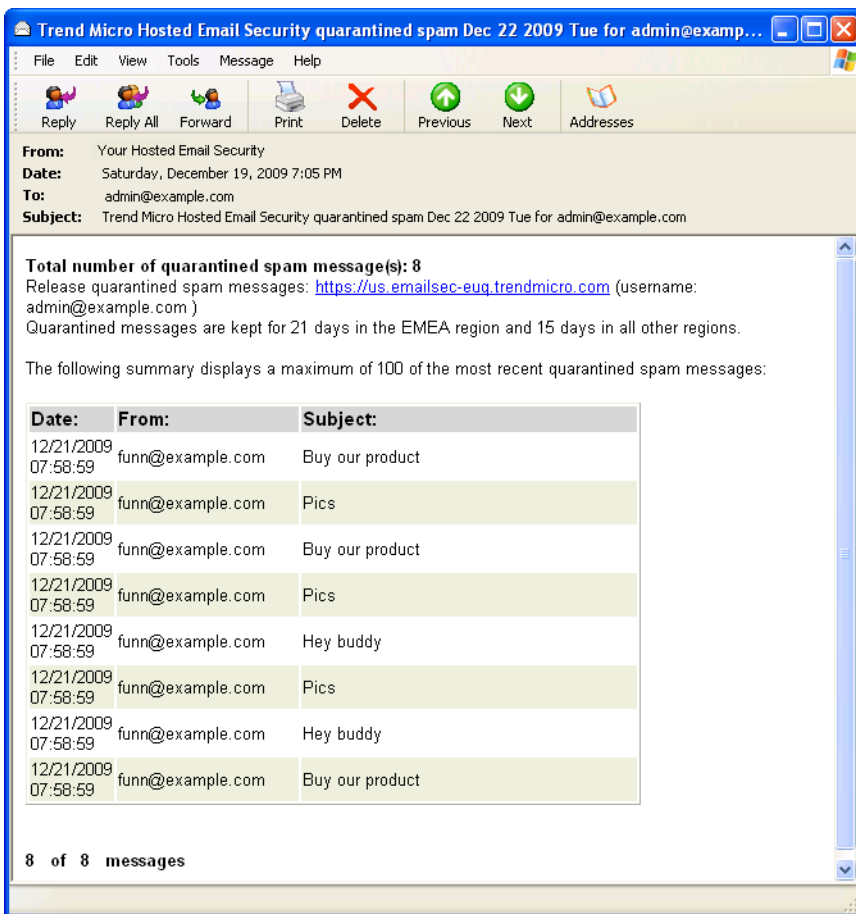 Trend Micro Hosted Email Security quarantined spam Dec 22 2009 Tue for admin@examp...
File Edit View Tools Message Help
Reply Reply All Forward Print Delete Previous Next Addresses
From: Your Hosted Email Security
Date: Saturday, December 19, 2009 7:05 PM
To: admin@example.com
Subject: Trend Micro Hosted Email Security quarantined spam Dec 22 2009 Tue for admin@example.com
Total number of quarantined spam message(s): 8
Release quarantined spam messages: https://us.emailsec-euq.trendmicro.com (username:
admin@example.com )
Quarantined messages are kept for 21 days in the EMEA region and 15 days in all other regions.
The following summary displays a maximum of 100 of the most recent quarantined spam messages:
Date: From: Subject:
12/21/2009 07:58:59 funn@example.com Buy our product
12/21/2009 07:58:59 funn@example.com Pics
12/21/2009 07:58:59 funn@example.com Buy our product
12/21/2009 07:58:59 funn@example.com Pics
12/21/2009 07:58:59 funn@example.com Hey buddy
12/21/2009 07:58:59 funn@example.com Pics
12/21/2009 07:58:59 funn@example.com Hey buddy
12/21/2009 07:58:59 funn@example.com Buy our product
8 of 8 messages